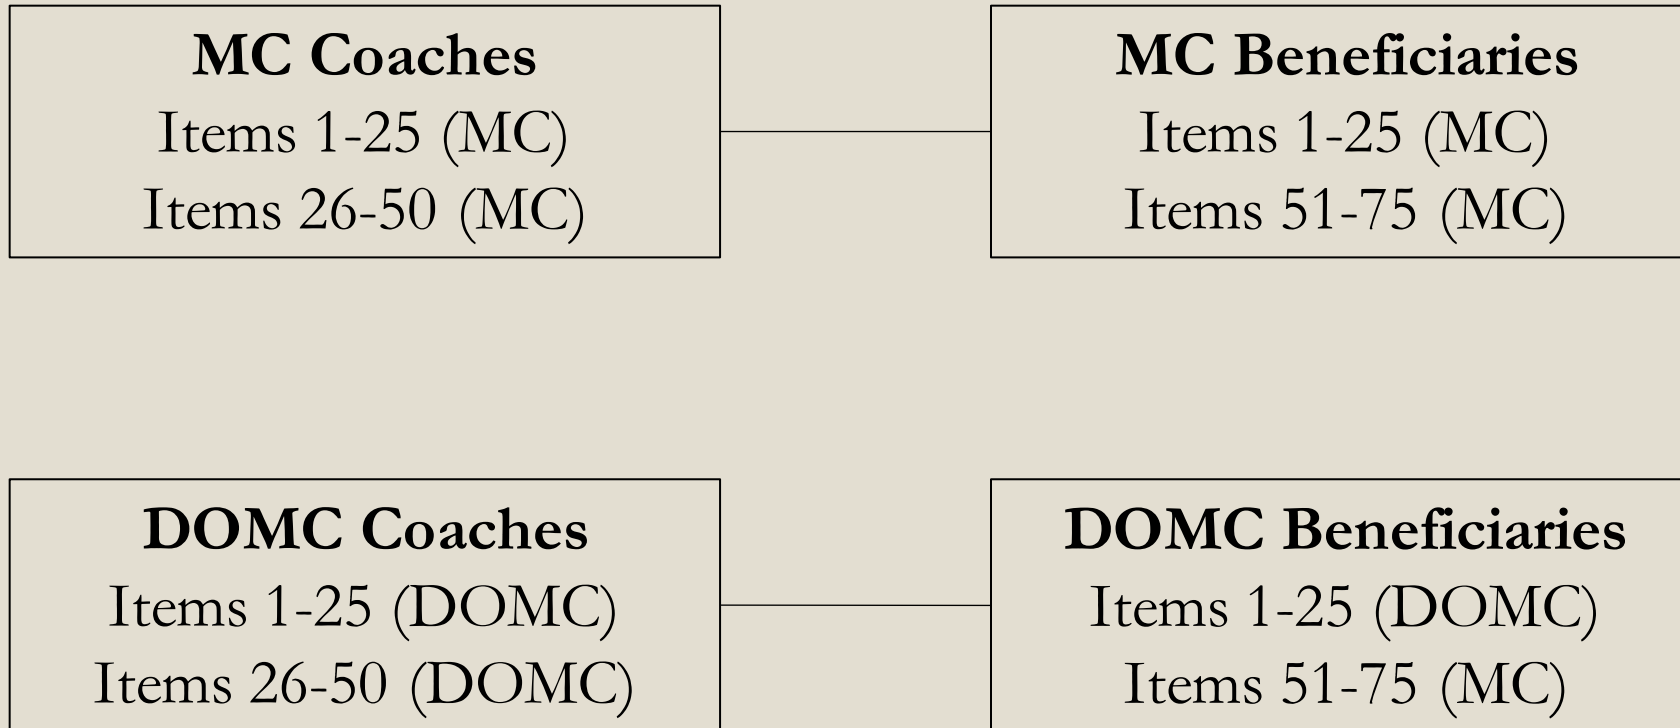 MC Coaches
Items 1-25 (MC)
Items 26-50 (MC)
MC Beneficiaries
Items 1-25 (MC)
Items 51-75 (MC)
DOMC Coaches
Items 1-25 (DOMC)
Items 26-50 (DOMC)
DOMC Beneficiaries
Items 1-25 (DOMC)
Items 51-75 (MC)